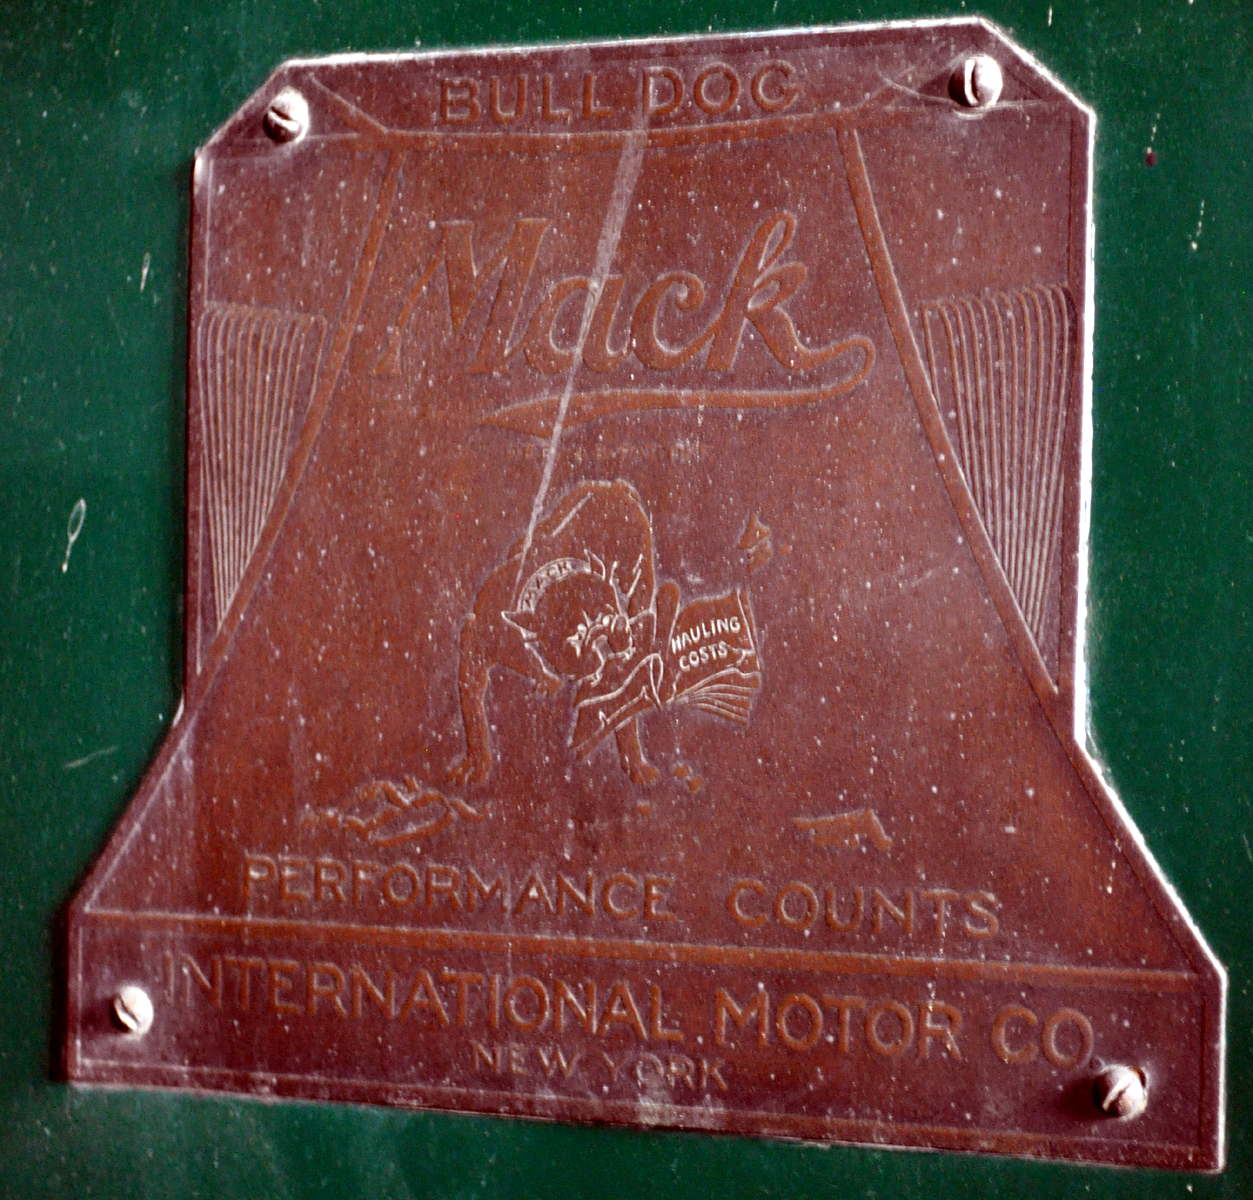 BULL DOG
Mack
MACK
HAULING
COSTS
PERFORMANCE COUNTS
INTERNATIONAL MOTOR CO.
NEW YORK